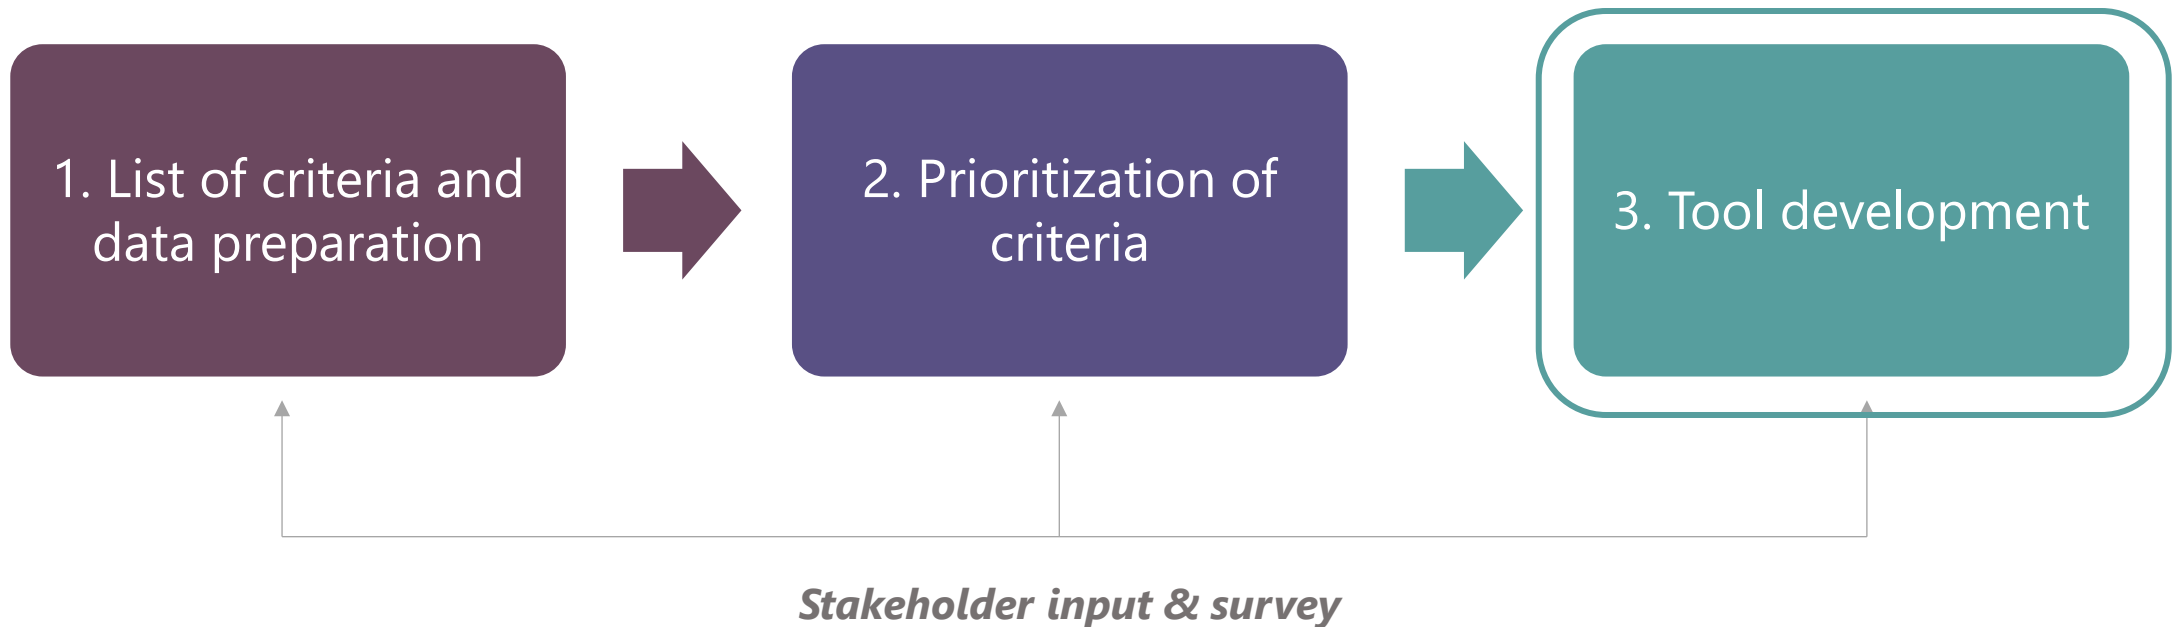 1. List of criteria and
data preparation
2. Prioritization of
criteria
3. Tool development
Stakeholder input & survey